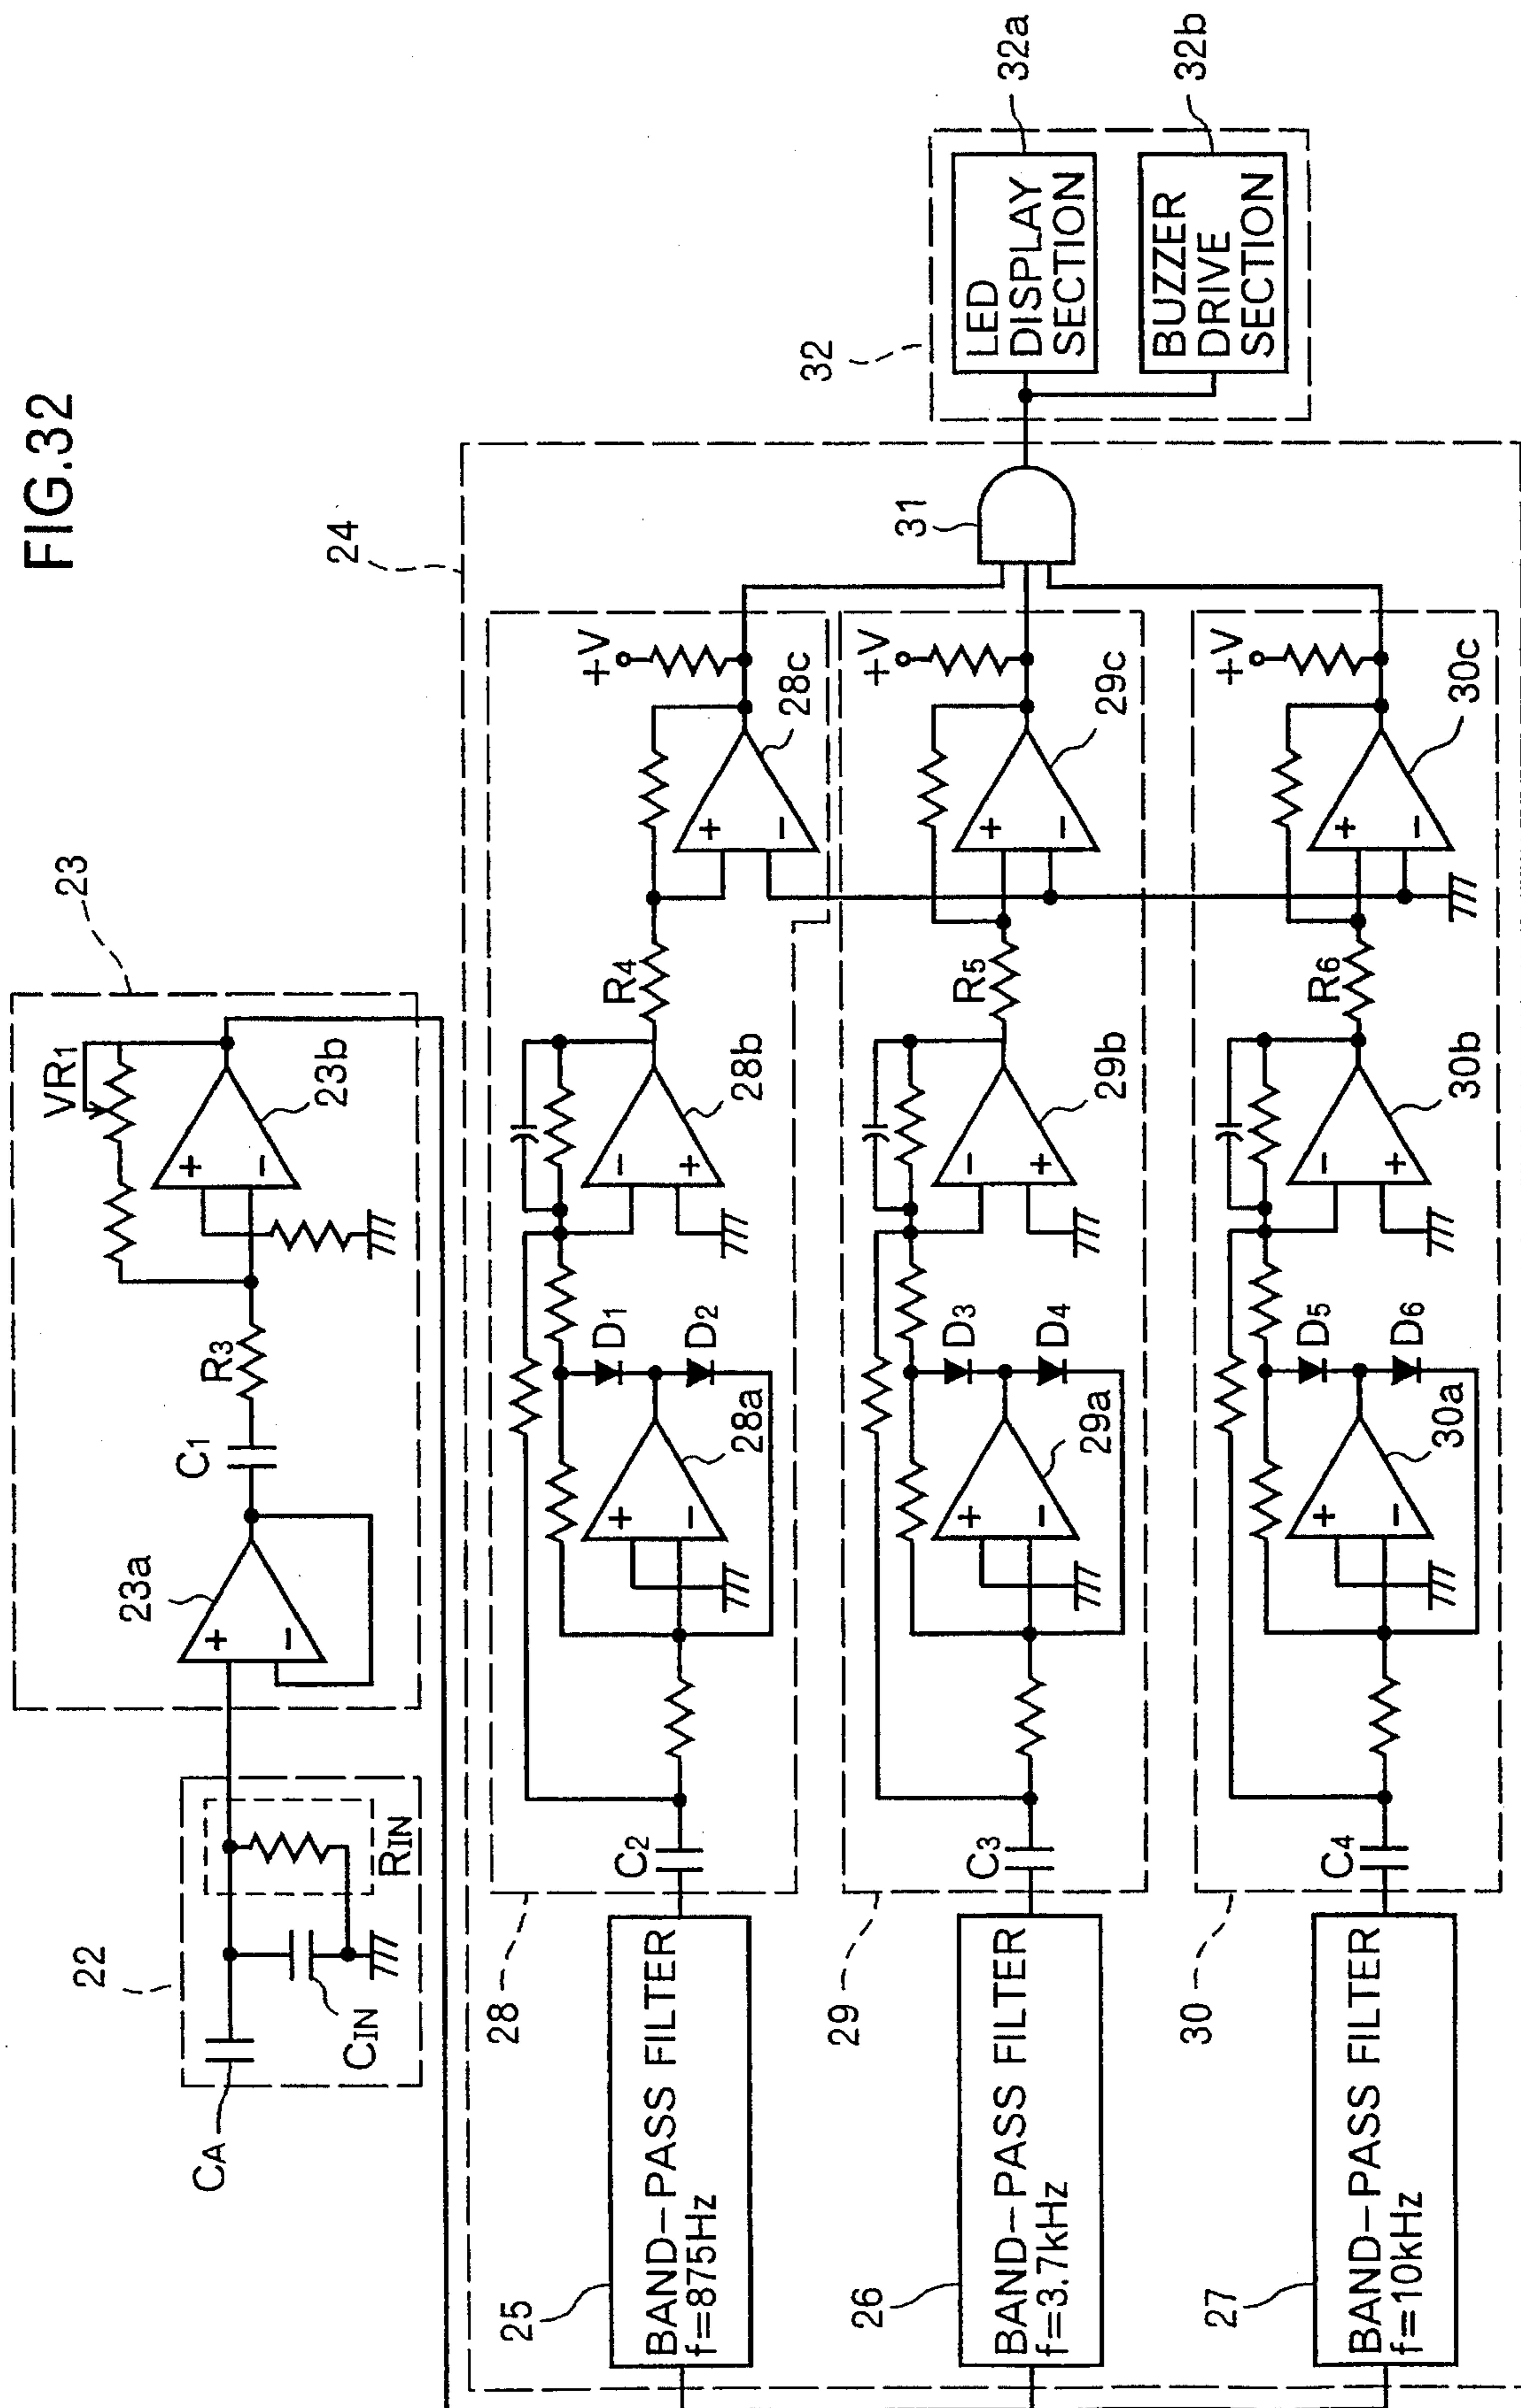 FIG.32
23
VR1
23b
R3
C1
23a
+
−
+
−
22
RIN
CIN
CA
24
32
32a
LED
DISPLAY
SECTION
32b
BUZZER
DRIVE
SECTION
31
25
BAND-PASS FILTER
f=875Hz
28
C2
28a
+
−
D1
D2
28b
−
+
R4
28c
+
−
+V
26
BAND-PASS FILTER
f=3.7kHz
29
C3
29a
+
−
D3
D4
29b
−
+
R5
29c
+
−
+V
27
BAND-PASS FILTER
f=10kHz
30
C4
30a
+
−
D5
D6
30b
−
+
R6
30c
+
−
+V